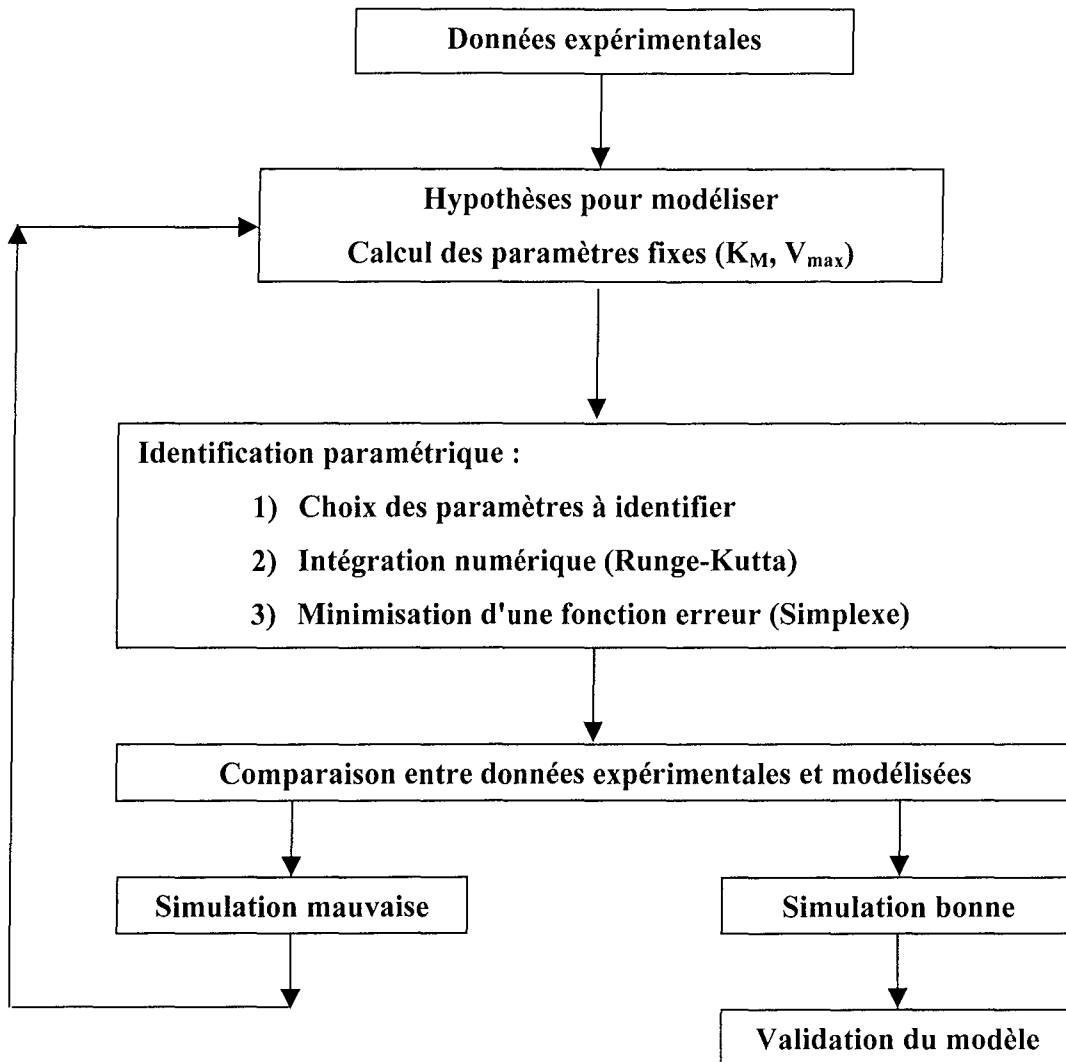 Données expérimentales
Hypothèses pour modéliser
Calcul des paramètres fixes (K_M, V_max)
Identification paramétrique :
1) Choix des paramètres à identifier
2) Intégration numérique (Runge-Kutta)
3) Minimisation d'une fonction erreur (Simplexe)
Comparaison entre données expérimentales et modélisées
Simulation mauvaise
Simulation bonne
Validation du modèle